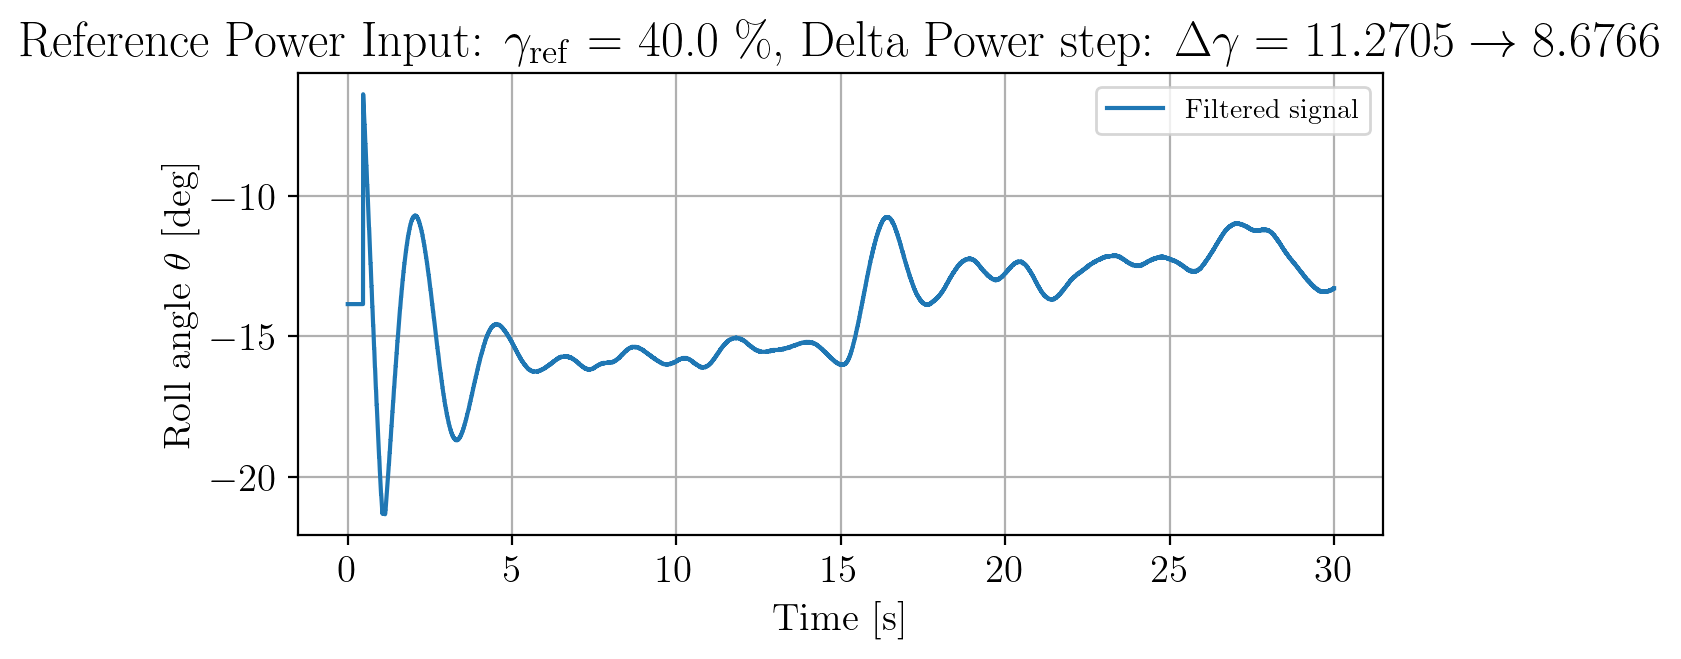 Reference Power Input: γref = 40.0 %, Delta Power step: Δγ = 11.2705 → 8.6766
Filtered signal
Roll angle θ [deg]
−10
−15
−20
0 5 10 15 20 25 30
Time [s]